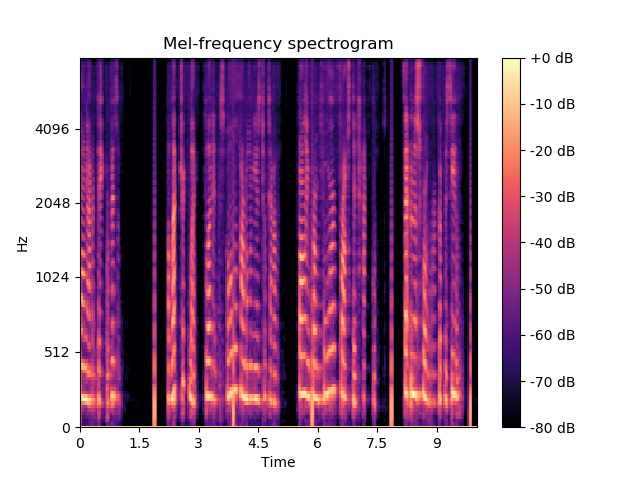 Mel-frequency spectrogram
+0 dB
-10 dB
-20 dB
-30 dB
-40 dB
-50 dB
-60 dB
-70 dB
-80 dB
Hz
4096
2048
1024
512
0
0 1.5 3 4.5 6 7.5 9
Time